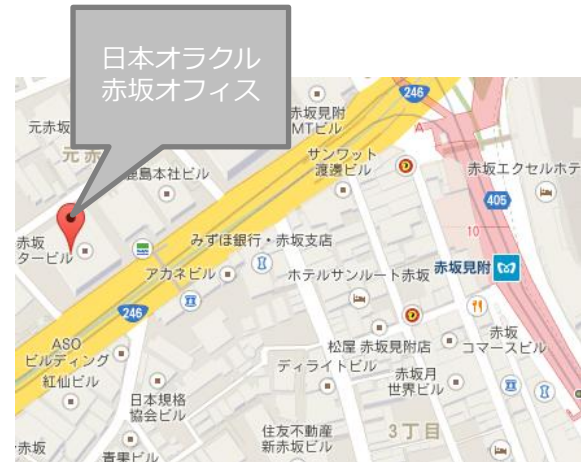 日本オラクル
赤坂オフィス
246
赤坂見附
MTビル
A
元赤坂
元赤
サンワット
渡邊ビル
鹿島本社ビル
赤坂エクセルホテ
405
10
赤坂
タービル
みずほ銀行・赤坂支店
アカネビル
ホテルサンルート赤坂
赤坂見附
246
ASO
ビルディング
紅仙ビル
松屋 赤坂見附店
赤坂
コマースビル
ディライトビル
赤坂月
世界ビル
日本規格
協会ビル
住友不動産
新赤坂ビル
3丁目
赤坂
青果ビル